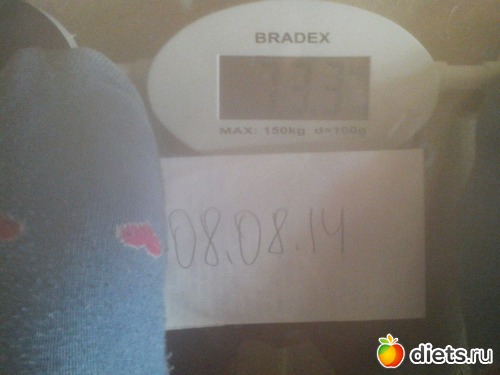 BRADEX
MAX: 150kg d=100g
08.08.14
diets.ru